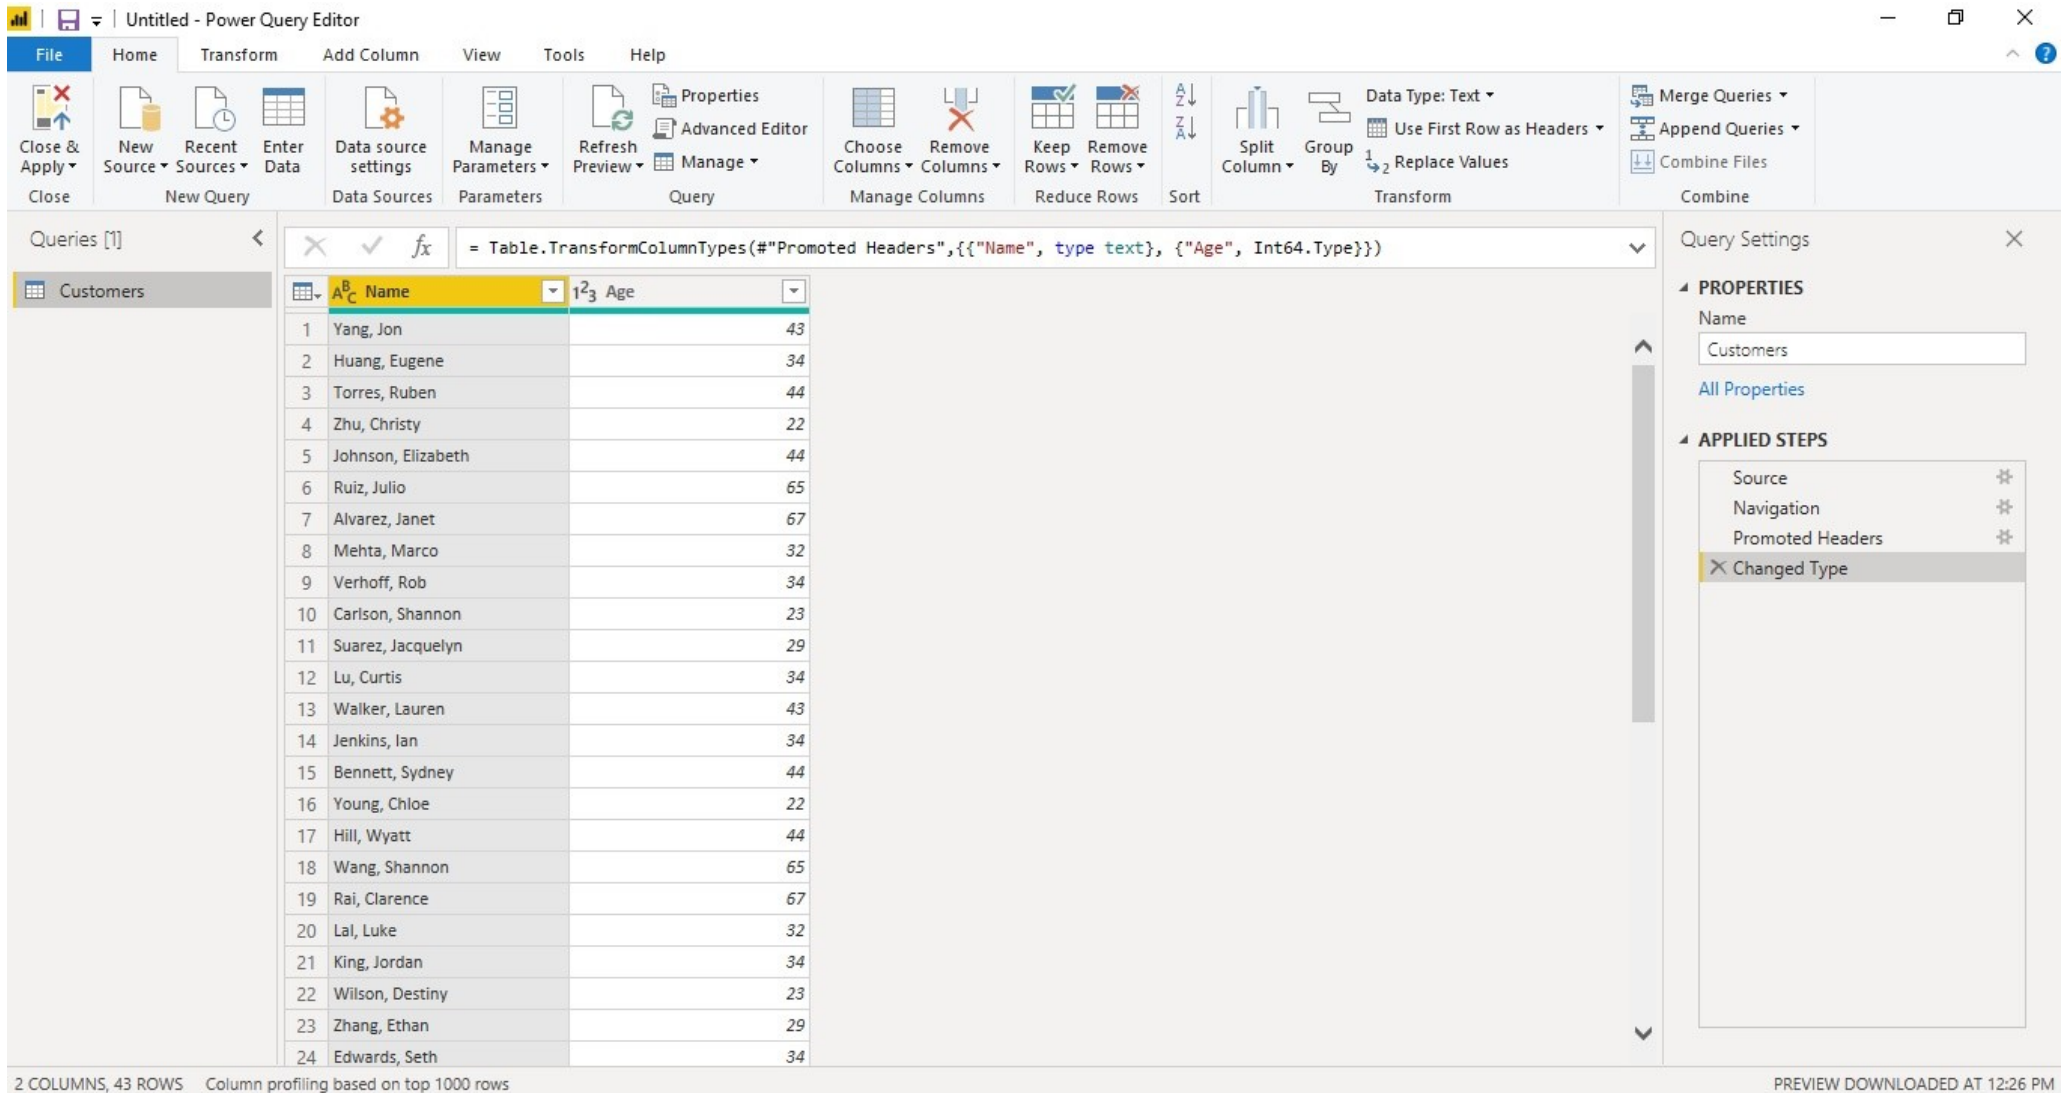 Untitled - Power Query Editor
File Home Transform Add Column View Tools Help
Close & Apply
Close
New Source
Recent Sources
Enter Data
New Query
Data source settings
Data Sources
Manage Parameters
Parameters
Refresh Preview
Properties
Advanced Editor
Manage
Query
Choose Columns
Remove Columns
Manage Columns
Keep Rows
Remove Rows
Reduce Rows
Sort
Split Column
Group By
Data Type: Text
Use First Row as Headers
Replace Values
Transform
Merge Queries
Append Queries
Combine Files
Combine
Queries [1]
Customers
fx = Table.TransformColumnTypes(#"Promoted Headers",{{"Name", type text}, {"Age", Int64.Type}})
ABC Name 123 Age
1 Yang, Jon 43
2 Huang, Eugene 34
3 Torres, Ruben 44
4 Zhu, Christy 22
5 Johnson, Elizabeth 44
6 Ruiz, Julio 65
7 Alvarez, Janet 67
8 Mehta, Marco 32
9 Verhoff, Rob 34
10 Carlson, Shannon 23
11 Suarez, Jacquelyn 29
12 Lu, Curtis 34
13 Walker, Lauren 43
14 Jenkins, Ian 34
15 Bennett, Sydney 44
16 Young, Chloe 22
17 Hill, Wyatt 44
18 Wang, Shannon 65
19 Rai, Clarence 67
20 Lal, Luke 32
21 King, Jordan 34
22 Wilson, Destiny 23
23 Zhang, Ethan 29
24 Edwards, Seth 34
Query Settings
PROPERTIES
Name
Customers
All Properties
APPLIED STEPS
Source
Navigation
Promoted Headers
Changed Type
2 COLUMNS, 43 ROWS Column profiling based on top 1000 rows
PREVIEW DOWNLOADED AT 12:26 PM